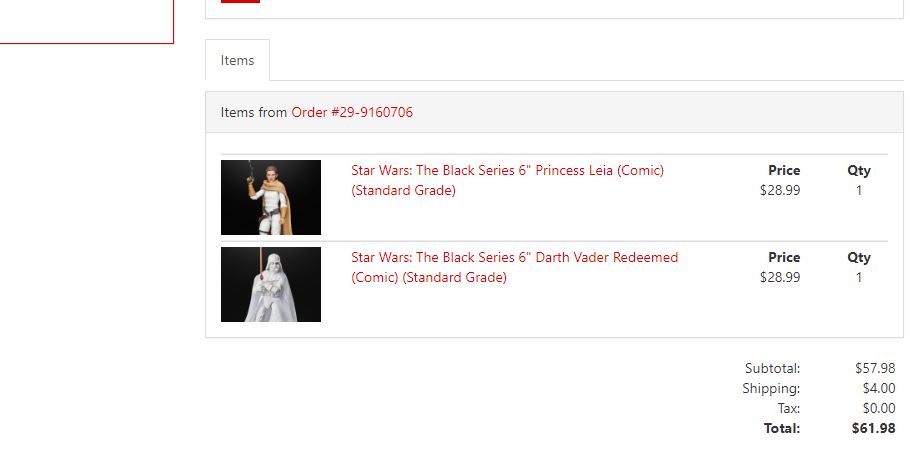 Items
Items from Order #29-9160706
Star Wars: The Black Series 6" Princess Leia (Comic)
(Standard Grade)
Price
$28.99
Qty
1
Star Wars: The Black Series 6" Darth Vader Redeemed
(Comic) (Standard Grade)
Price
$28.99
Qty
1
Subtotal: $57.98
Shipping: $4.00
Tax: $0.00
Total: $61.98